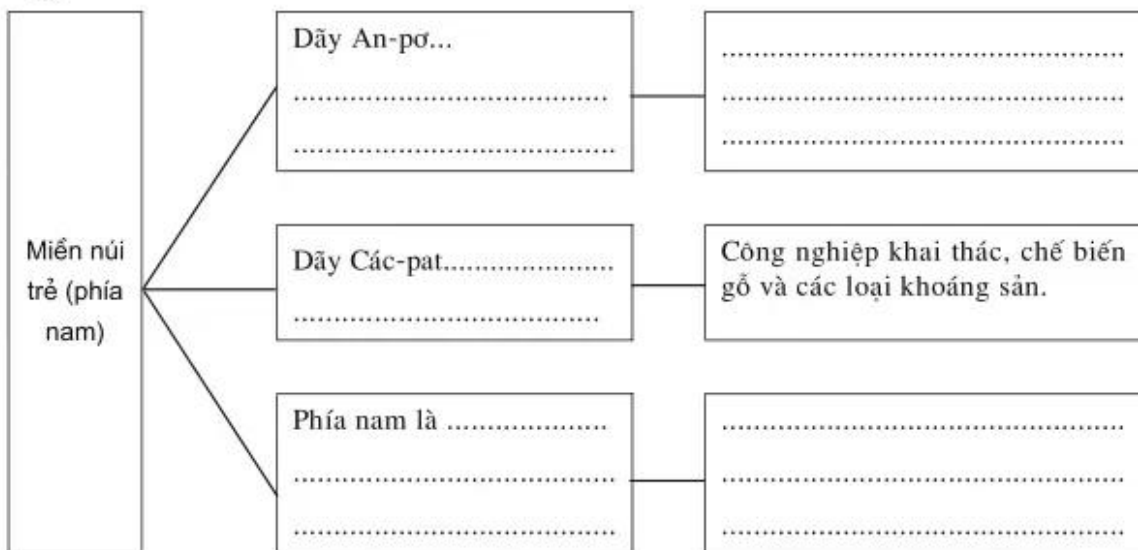 Miền núi
trẻ (phía
nam)
Dãy An-pơ...
.......................................
........................................
..................................................
..................................................
..................................................
Dãy Các-pat.....................
......................................
Công nghiệp khai thác, chế biến
gỗ và các loại khoáng sản.
Phía nam là ....................
........................................
........................................
..................................................
..................................................
..................................................